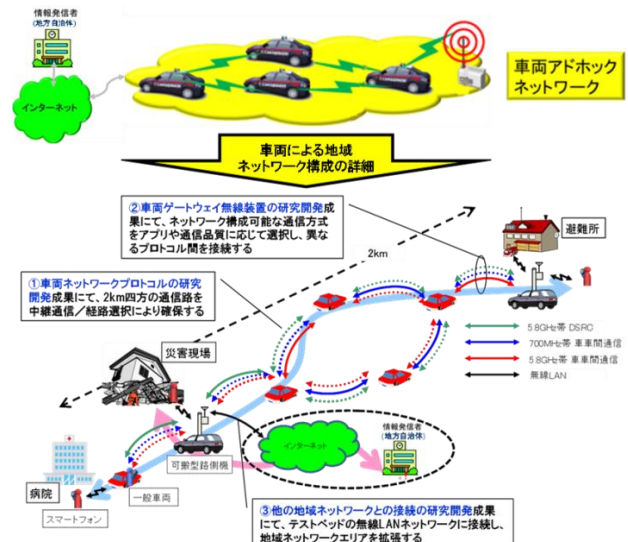 情報発信者
(地方自治体)
インターネット
車両アドホック
ネットワーク
車両による地域
ネットワーク構成の詳細
②車両ゲートウェイ無線装置の研究開発成
果にて、ネットワーク構成可能な通信方式
をアプリや通信品質に応じて選択し、異な
るプロトコル間を接続する
避難所
2km
①車両ネットワークプロトコルの研究
開発成果にて、2km四方の通信路を
中継通信／経路選択により確保する
災害現場
5.8GHz帯 DSRC
700MHz帯 車車間通信
5.8GHz帯 車車間通信
無線LAN
インターネット
情報発信者
(地方自治体)
可搬型路側機
病院
一般車両
スマートフォン
③他の地域ネットワークとの接続の研究開発成果
にて、テストベッドの無線LANネットワークに接続し、
地域ネットワークエリアを拡張する